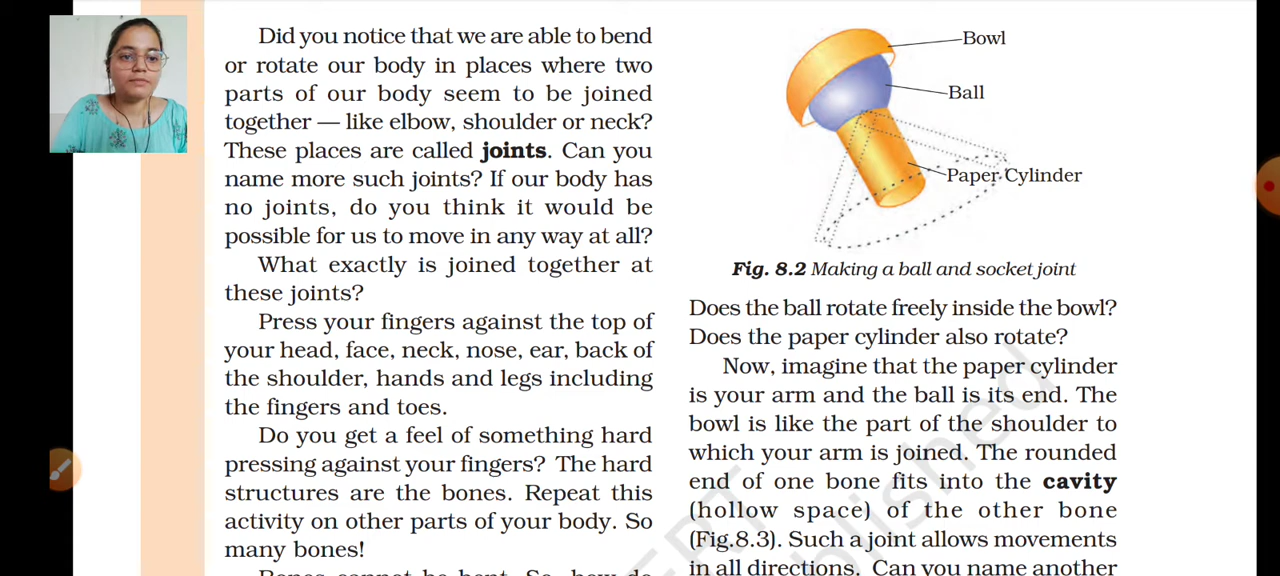 Did you notice that we are able to bend
or rotate our body in places where two
parts of our body seem to be joined
together — like elbow, shoulder or neck?
These places are called joints. Can you
name more such joints? If our body has
no joints, do you think it would be
possible for us to move in any way at all?
What exactly is joined together at
these joints?
Press your fingers against the top of
your head, face, neck, nose, ear, back of
the shoulder, hands and legs including
the fingers and toes.
Do you get a feel of something hard
pressing against your fingers? The hard
structures are the bones. Repeat this
activity on other parts of your body. So
many bones!
Bones cannot be bent. So, how do
Bowl
Ball
Paper Cylinder
Fig. 8.2 Making a ball and socket joint
Does the ball rotate freely inside the bowl?
Does the paper cylinder also rotate?
Now, imagine that the paper cylinder
is your arm and the ball is its end. The
bowl is like the part of the shoulder to
which your arm is joined. The rounded
end of one bone fits into the cavity
(hollow space) of the other bone
(Fig.8.3). Such a joint allows movements
in all directions. Can you name another